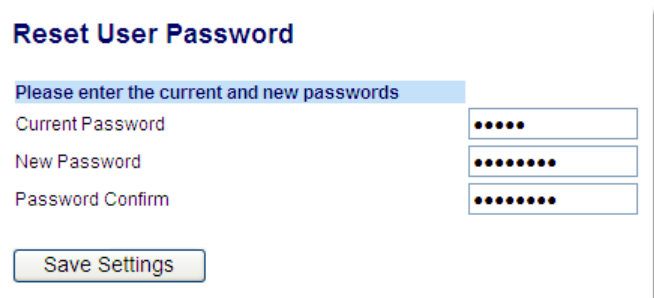 Reset User Password
Please enter the current and new passwords
Current Password •••••
New Password ••••••••
Password Confirm ••••••••
Save Settings